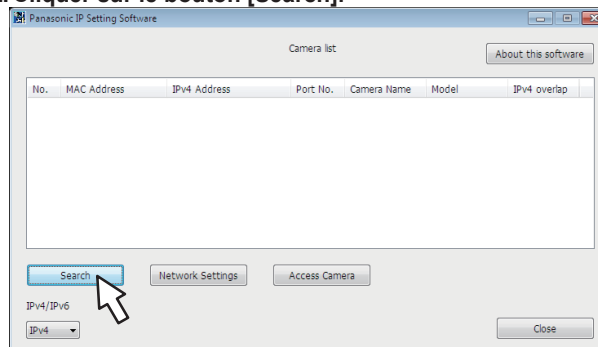 Cliquer sur le bouton [Search].
Panasonic IP Setting Software
Camera list
About this software
No. MAC Address IPv4 Address Port No. Camera Name Model IPv4 overlap
Search Network Settings Access Camera
IPv4/IPv6
IPv4 Close